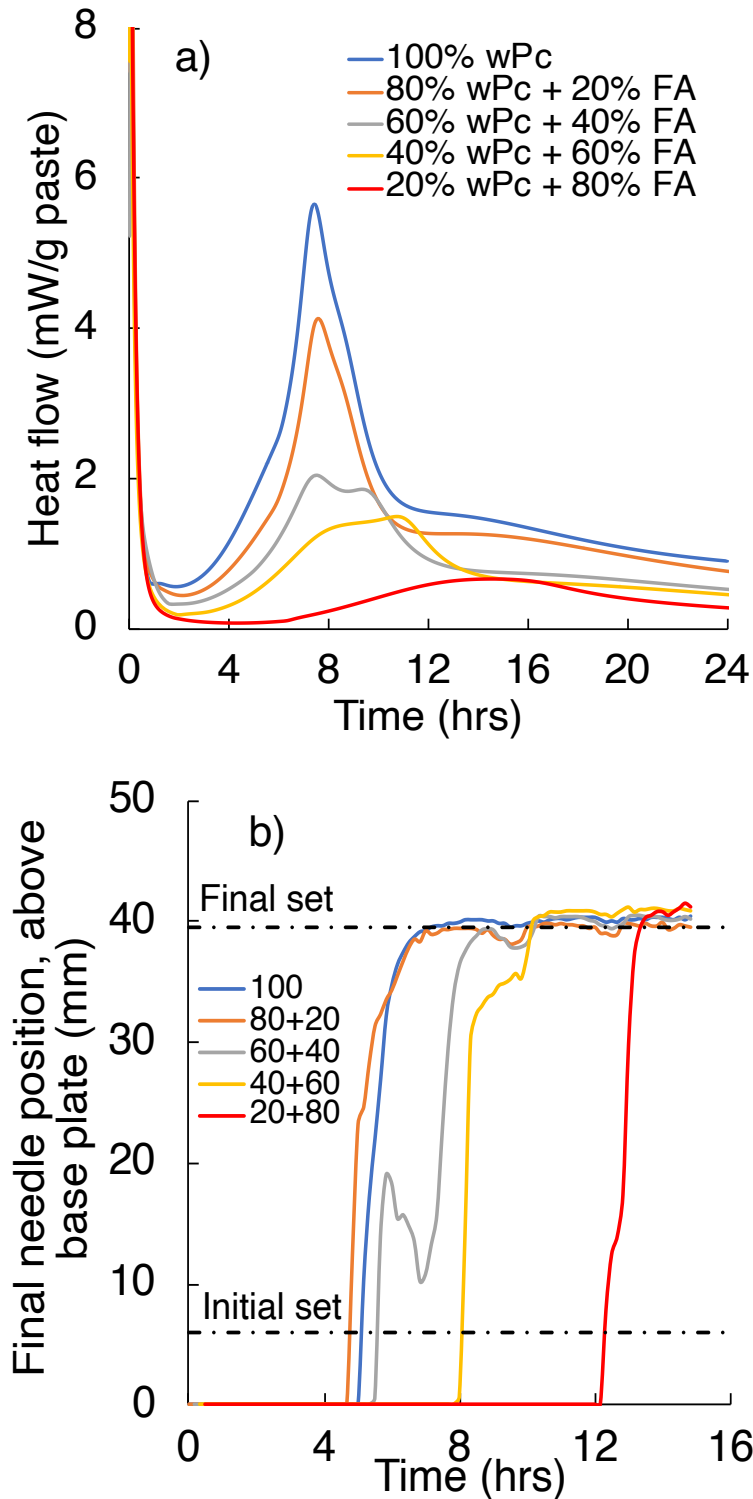 8
a)
100% wPc
80% wPc + 20% FA
60% wPc + 40% FA
40% wPc + 60% FA
20% wPc + 80% FA
6
4
2
0
Heat flow (mW/g paste)
0 4 8 12 16 20 24
Time (hrs)
50
b)
Final set
40
100
80+20
60+40
40+60
20+80
30
20
10
Initial set
0
Final needle position, above
base plate (mm)
0 4 8 12 16
Time (hrs)